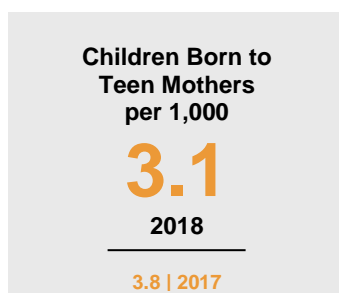 Children Born to
Teen Mothers
per 1,000
3.1
2018
3.8 | 2017